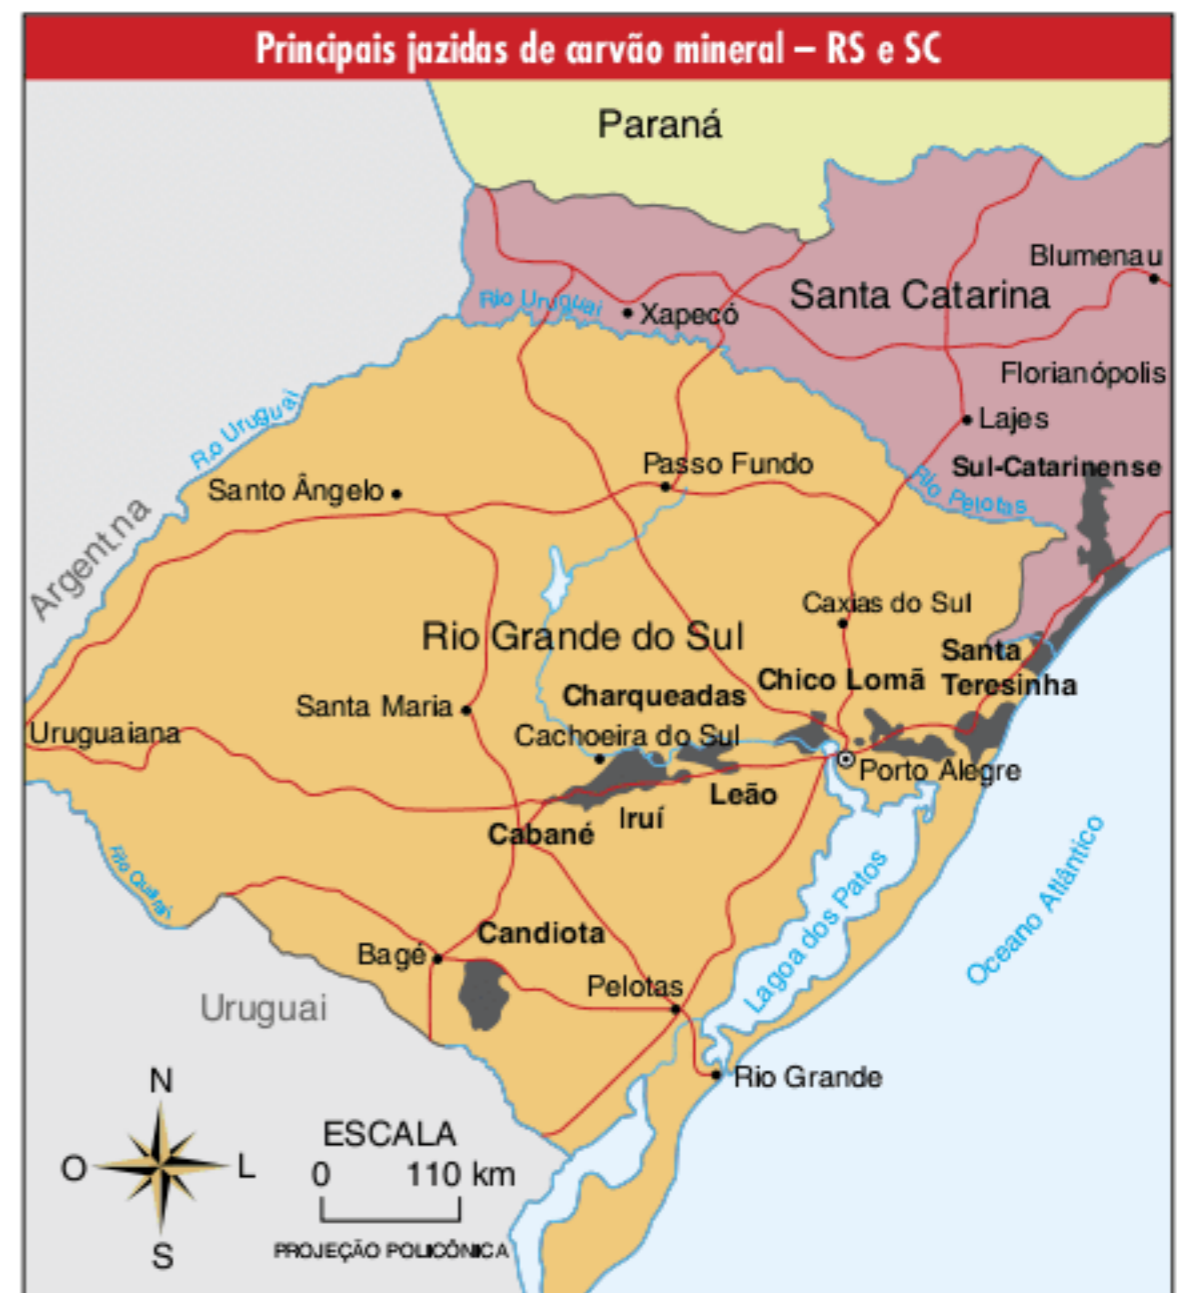 Principais jazidas de carvão mineral – RS e SC
Paraná
Blumenau
Santa Catarina
Rio Uruguai
Xapecó
Florianópolis
Rio Uruguai
Lajes
Passo Fundo
Sul-Catarinense
Santo Ângelo
Rio Pelotas
Argentina
Caxias do Sul
Rio Grande do Sul
Santa
Teresinha
Chico Lomã
Charqueadas
Santa Maria
Uruguaiana
Cachoeira do Sul
Porto Alegre
Leão
Iruí
Cabané
Oceano Atlântico
Rio Quaraí
Lagoa dos Patos
Candiota
Bagé
Pelotas
Uruguai
Rio Grande
N
O
L
S
ESCALA
0 110 km
PROJEÇÃO POLICÔNICA